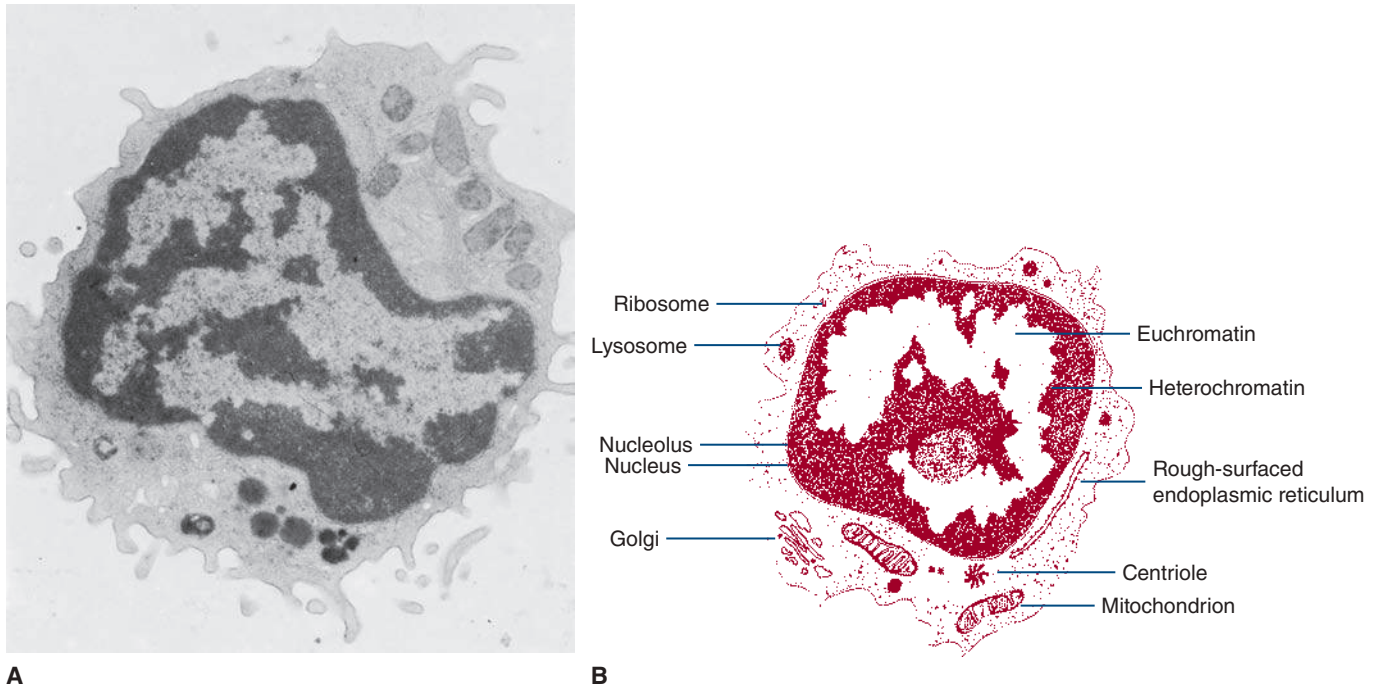 Ribosome
Lysosome
Nucleolus
Nucleus
Golgi
Euchromatin
Heterochromatin
Rough-surfaced
endoplasmic reticulum
Centriole
Mitochondrion
A
B